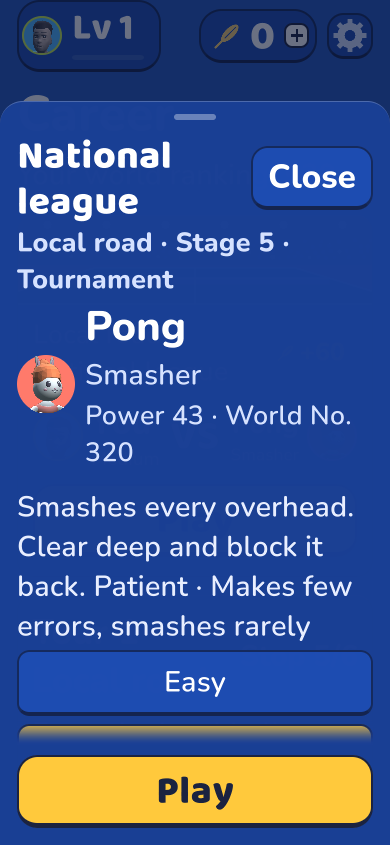 Lv 1
0
Career
National league
Close
Local road · Stage 5 ·
Tournament
Pong
Smasher
Power 43 · World No.
320
Smashes every overhead.
Clear deep and block it
back. Patient · Makes few
errors, smashes rarely
Easy
Play